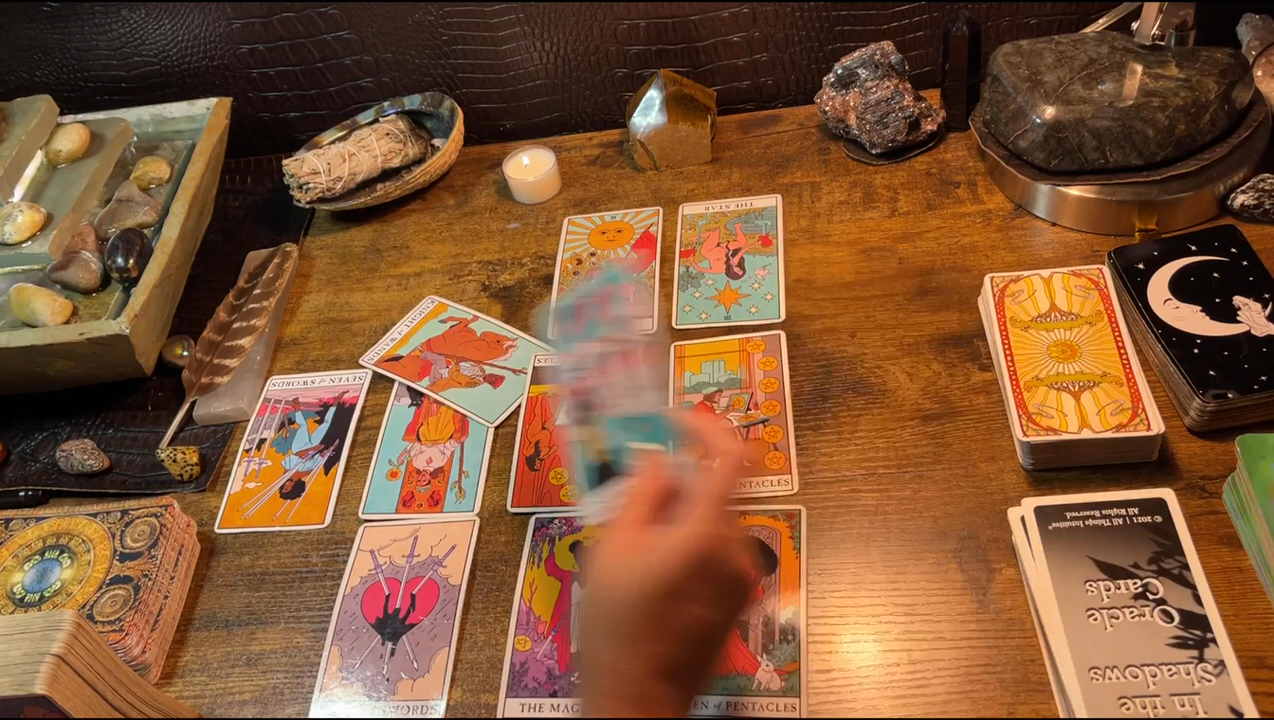 THE STAR
KNIGHT of WANDS
SEVEN of SWORDS
PENTACLES
SWORDS
THE MAG
EN of PENTACLES
© 2021 | All Things Intuitive®
All Rights Reserved.
In the
Shadows
Oracle
Cards